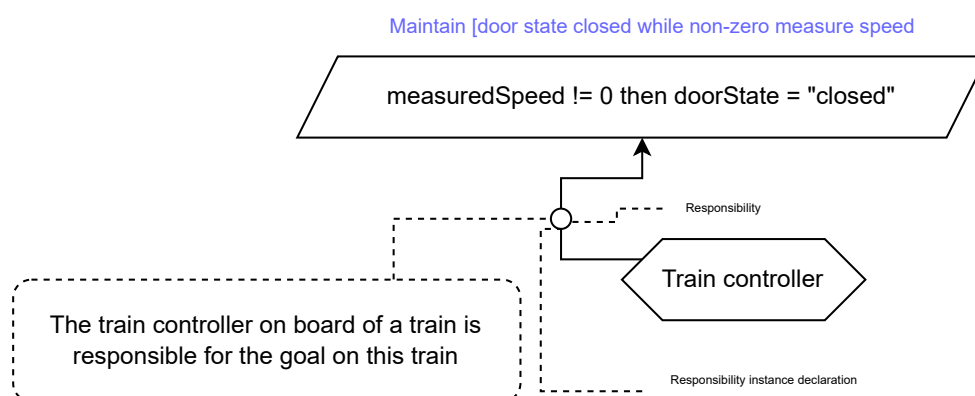 Maintain [door state closed while non-zero measure speed
measuredSpeed != 0 then doorState = "closed"
Responsibility
Train controller
The train controller on board of a train is
responsible for the goal on this train
Responsibility instance declaration